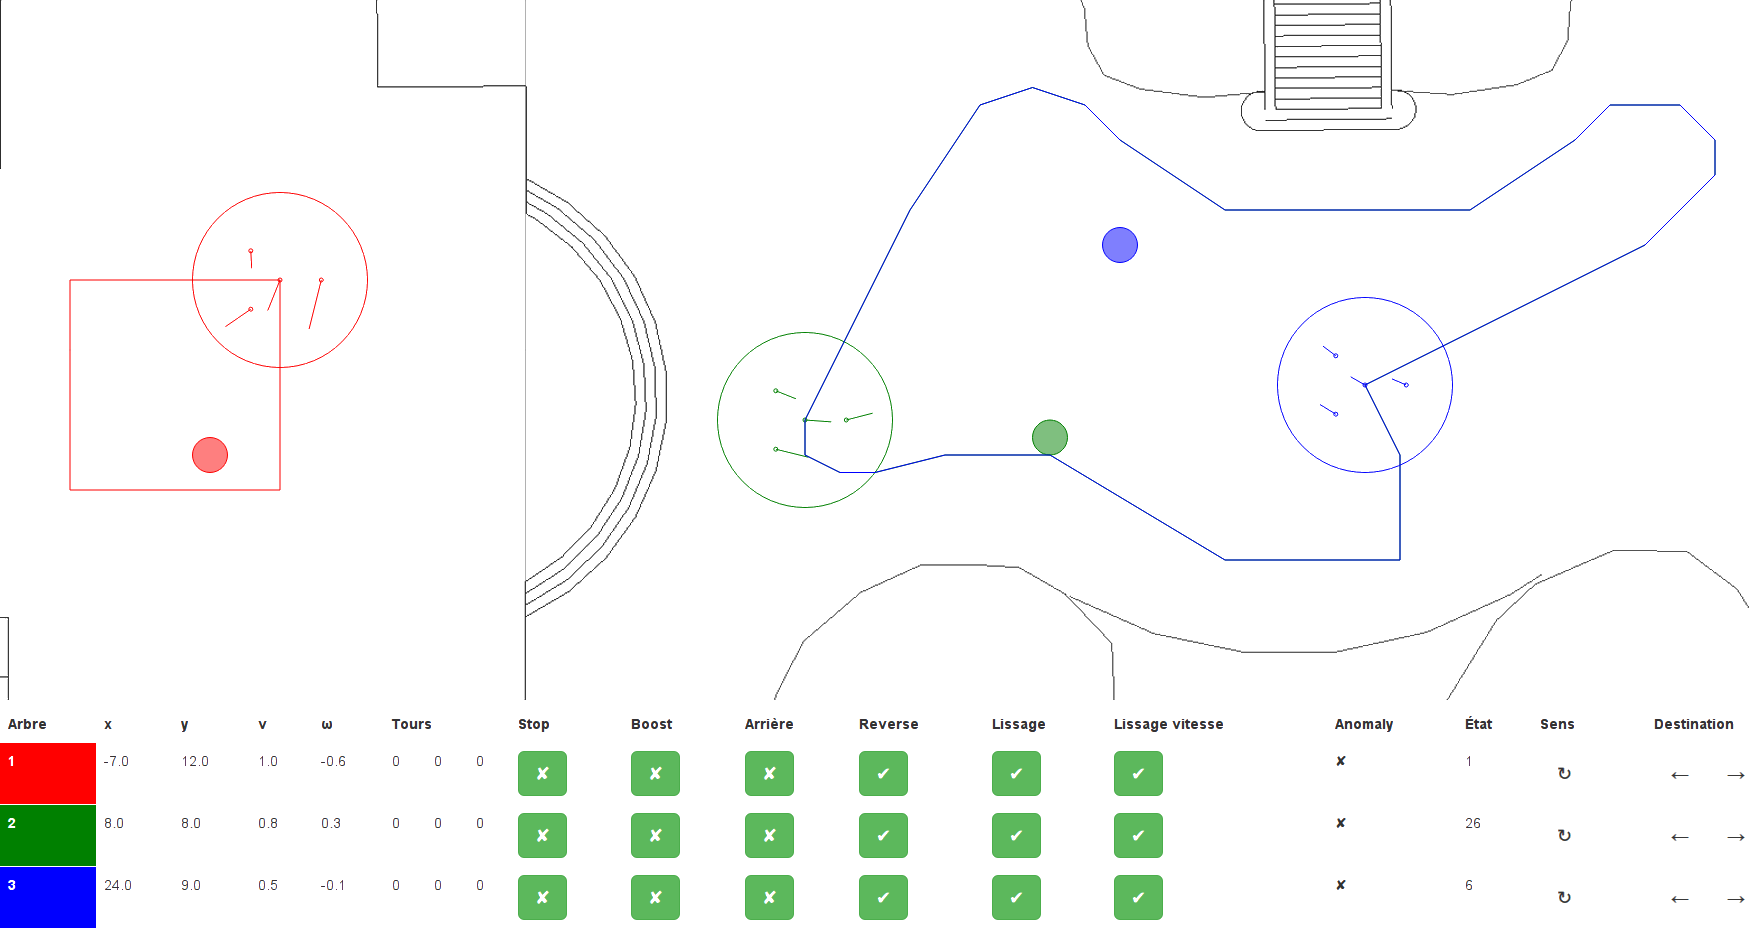 Arbre x y v ω Tours Stop Boost Arrière Reverse Lissage Lissage vitesse Anomaly État Sens Destination
1 -7.0 12.0 1.0 -0.6 0 0 0 ✘ ✘ ✘ ✔ ✔ ✔ ✘ 1 ↻ ← →
2 8.0 8.0 0.8 0.3 0 0 0 ✘ ✘ ✘ ✔ ✔ ✔ ✘ 26 ↻ ← →
3 24.0 9.0 0.5 -0.1 0 0 0 ✘ ✘ ✘ ✔ ✔ ✔ ✘ 6 ↻ ← →